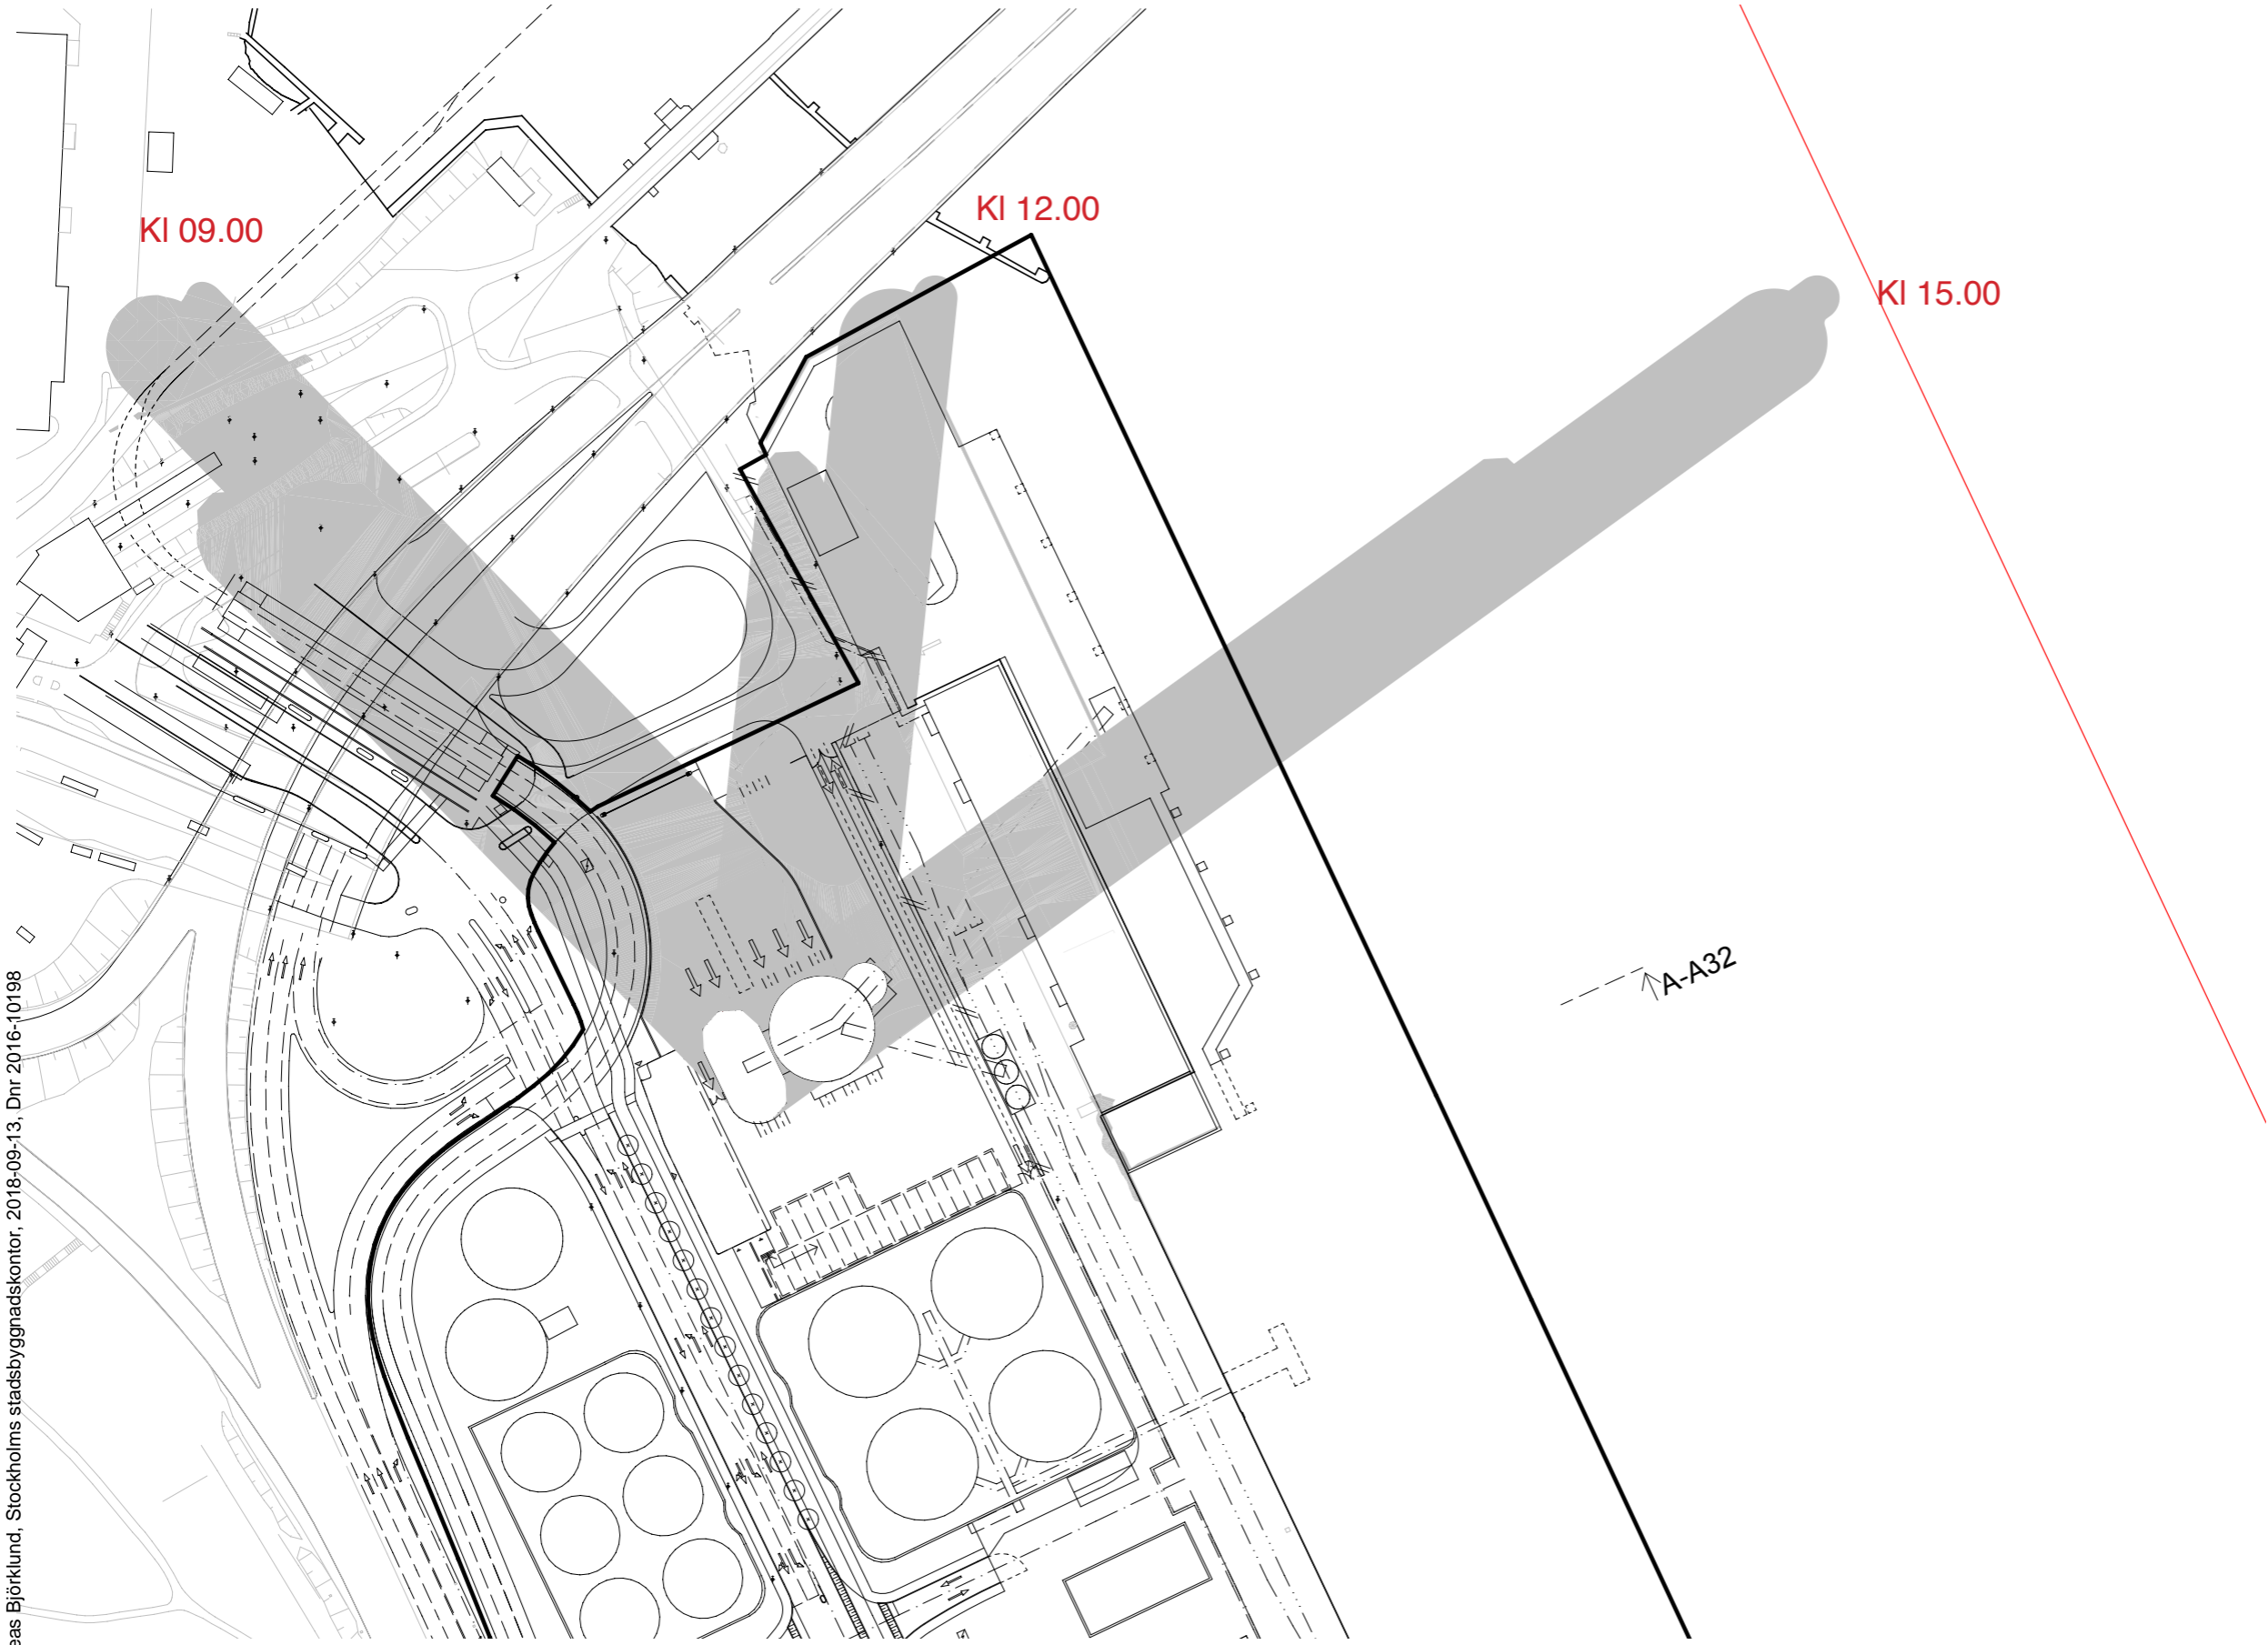 Kl 12.00
Kl 09.00
Kl 15.00
A-A32
eas Björklund, Stockholms stadsbyggnadskontor, 2018-09-13, Dnr 2016-10198